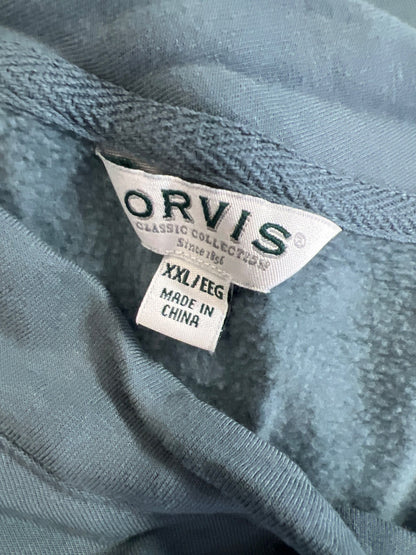 ORVIS®
CLASSIC COLLECTION
Since 1856
XXL/EEG
MADE IN
CHINA